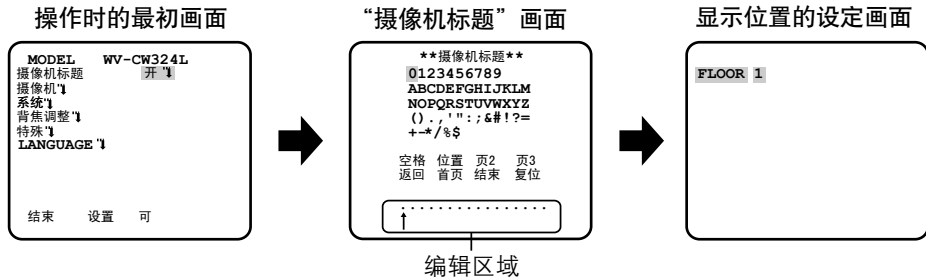 操作时的最初画面
MODEL WV-CW324L
摄像机标题 开
摄像机
系统
背焦调整
特殊
LANGUAGE
结束 设置 可
“摄像机标题”画面
**摄像机标题**
0123456789
ABCDEFGHIJKLM
NOPQRSTUVWXYZ
().,'":;&#!?=
+-*/%$
空格 位置 页2 页3
返回 首页 结束 复位
................
编辑区域
显示位置的设定画面
FLOOR 1